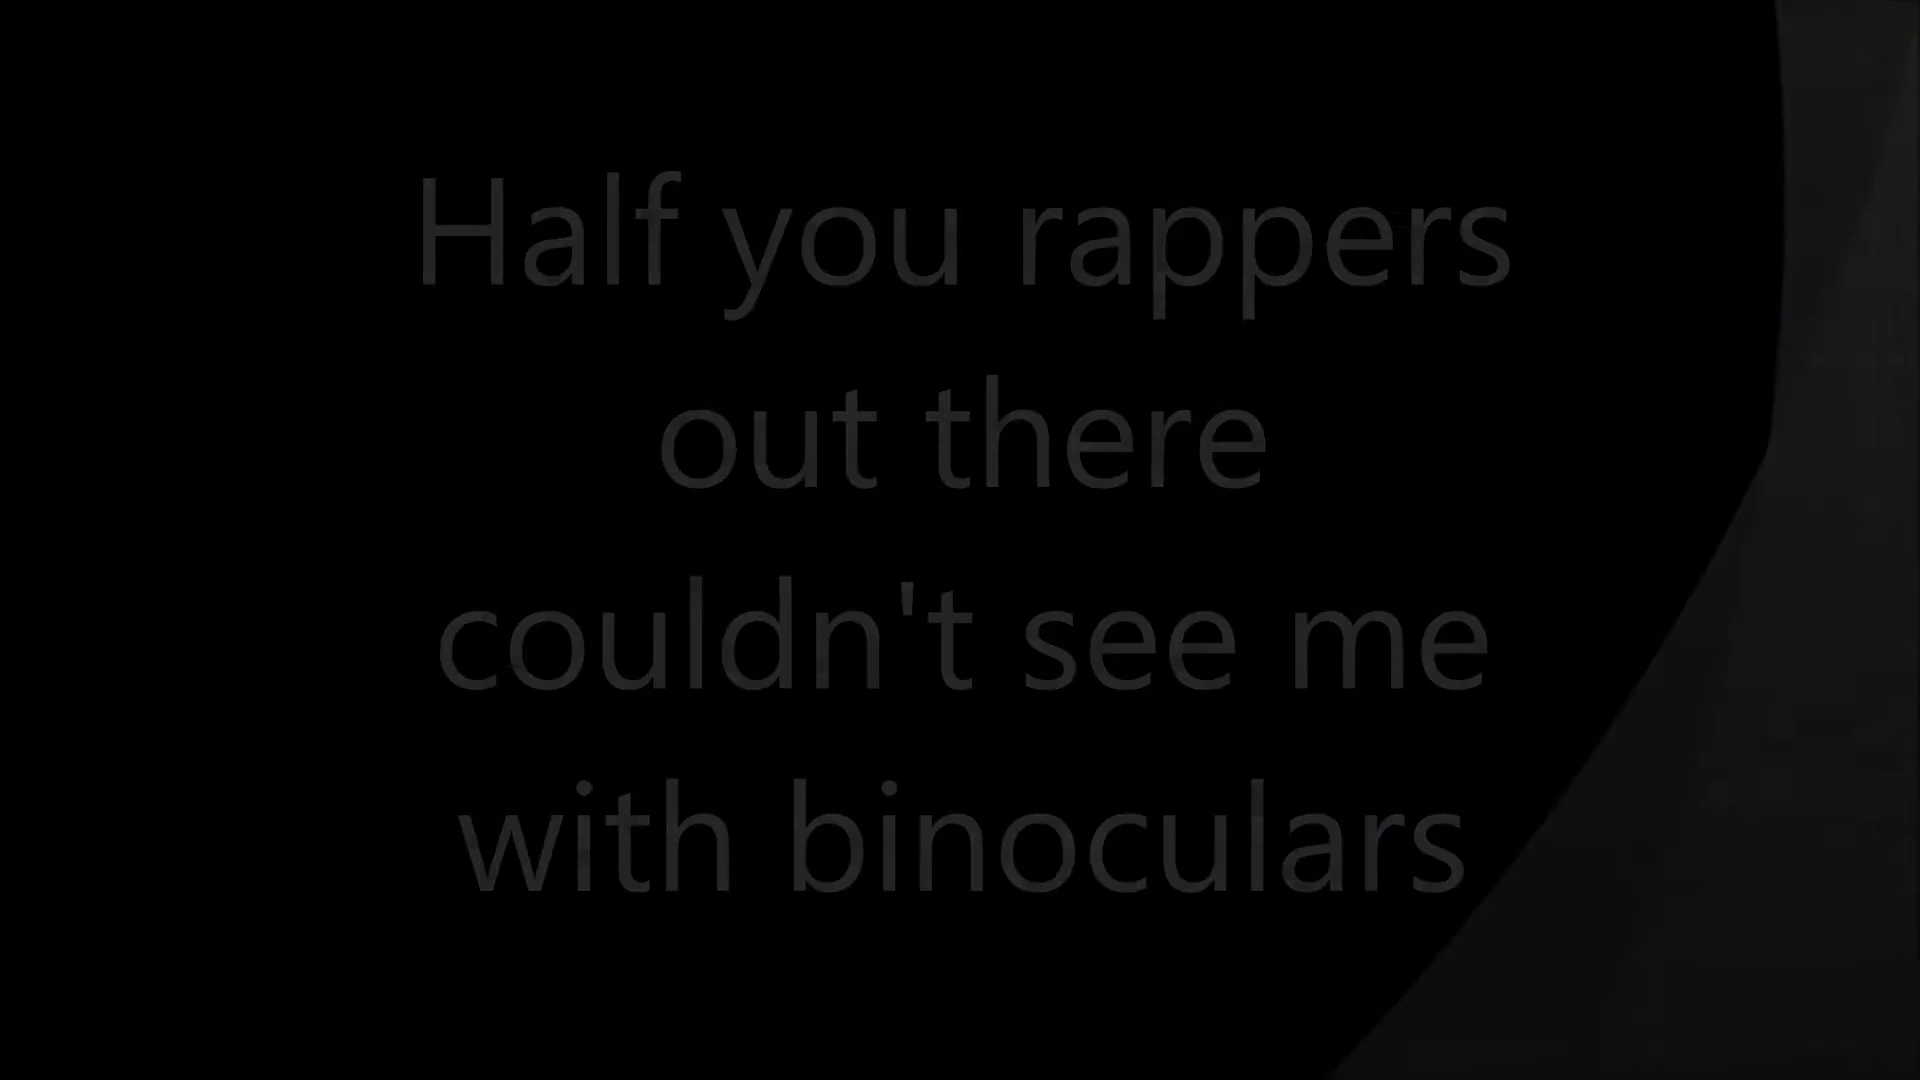 Half you rappers
out there
couldn't see me
with binoculars